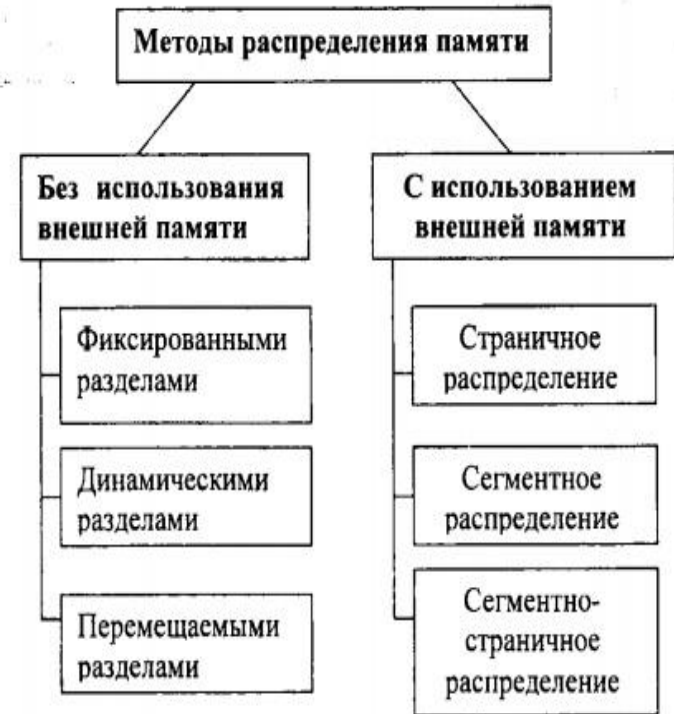 Методы распределения памяти
Без использования
внешней памяти
Фиксированными
разделами
Динамическими
разделами
Перемещаемыми
разделами
С использованием
внешней памяти
Страничное
распределение
Сегментное
распределение
Сегментно-
страничное
распределение